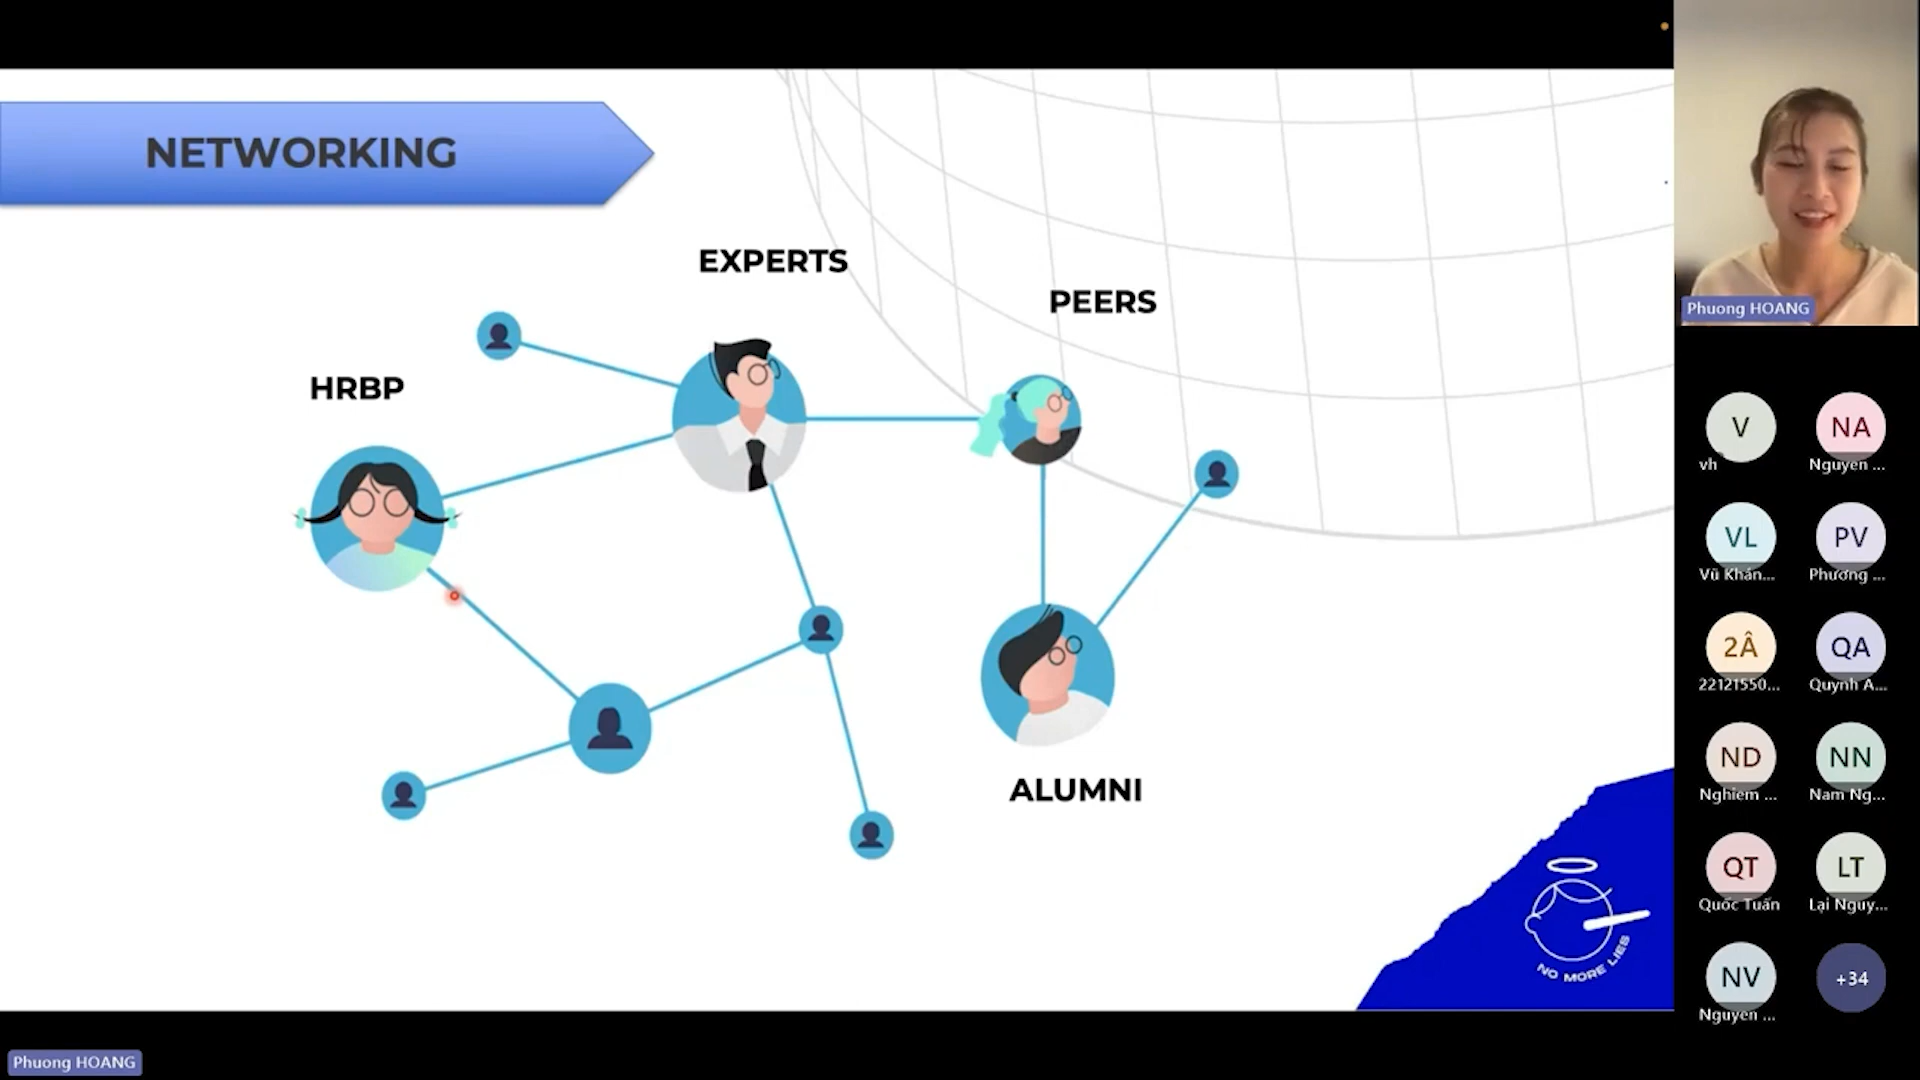 NETWORKING
EXPERTS
PEERS
HRBP
ALUMNI
NO MORE LIES
Phuong HOANG
V
vh
NA
Nguyen ...
VL
Vũ Khán...
PV
Phương ...
2Â
22121550...
QA
Quynh A...
ND
Nghiem ...
NN
Nam Ng...
QT
Quốc Tuấn
LT
Lại Nguy...
NV
Nguyen ...
+34
Phuong HOANG